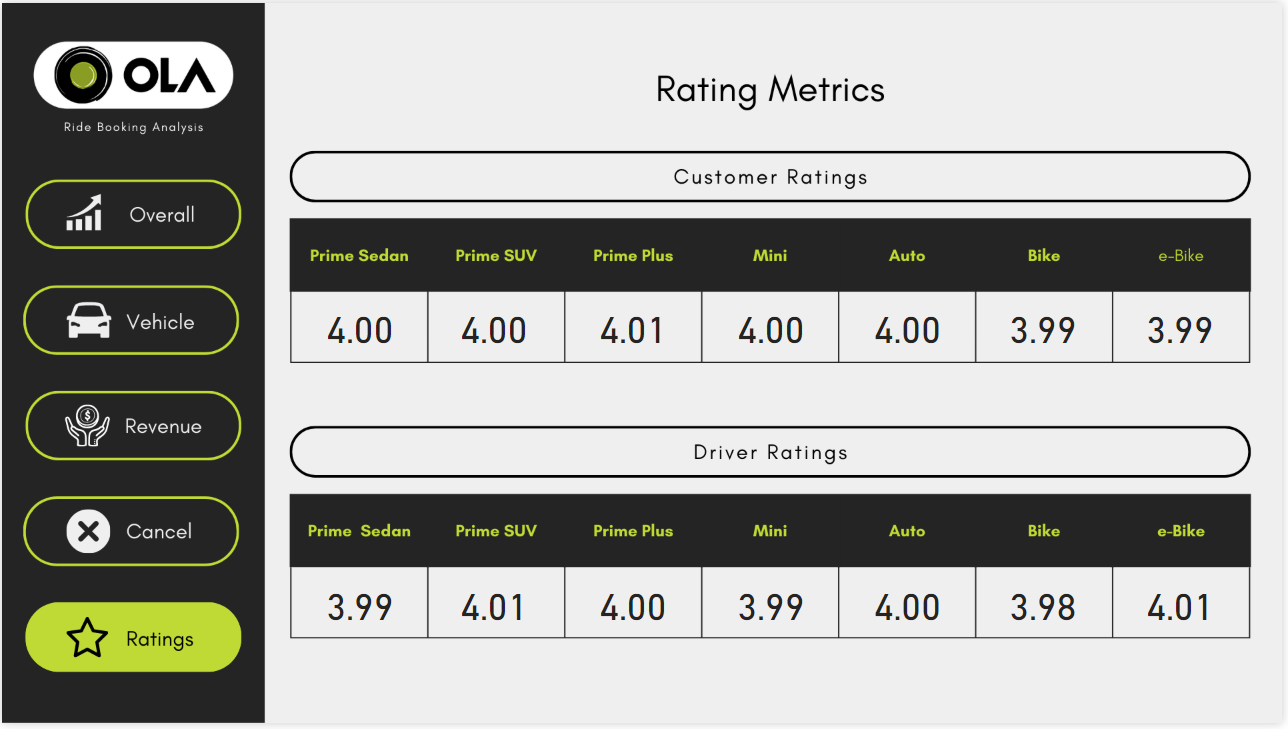 OLA
Ride Booking Analysis
Overall
Vehicle
Revenue
Cancel
Ratings
Rating Metrics
Customer Ratings
Prime Sedan Prime SUV Prime Plus Mini Auto Bike e-Bike
4.00 4.00 4.01 4.00 4.00 3.99 3.99
Driver Ratings
Prime Sedan Prime SUV Prime Plus Mini Auto Bike e-Bike
3.99 4.01 4.00 3.99 4.00 3.98 4.01